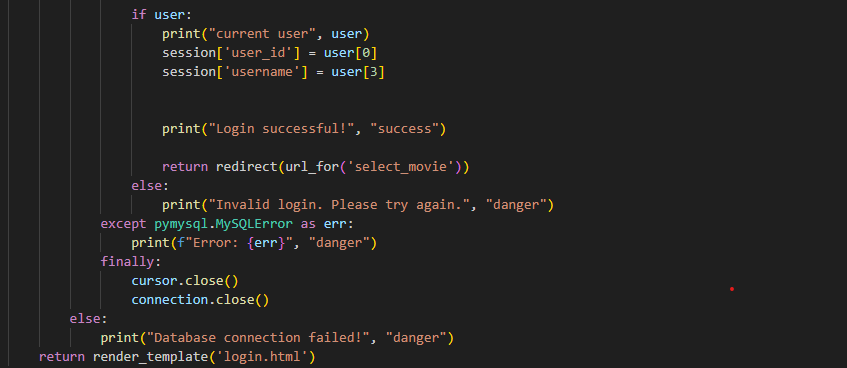 if user:
    print("current user", user)
    session['user_id'] = user[0]
    session['username'] = user[3]
    print("Login successful!", "success")
    return redirect(url_for('select_movie'))
else:
    print("Invalid login. Please try again.", "danger")
except pymysql.MySQLError as err:
    print(f"Error: {err}", "danger")
finally:
    cursor.close()
    connection.close()
else:
    print("Database connection failed!", "danger")
return render_template('login.html')